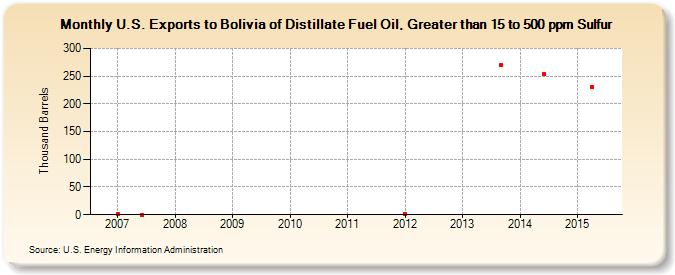 Monthly U.S. Exports to Bolivia of Distillate Fuel Oil, Greater than 15 to 500 ppm Sulfur
Thousand Barrels
300
250
200
150
100
50
0
2007 2008 2009 2010 2011 2012 2013 2014 2015
Source: U.S. Energy Information Administration